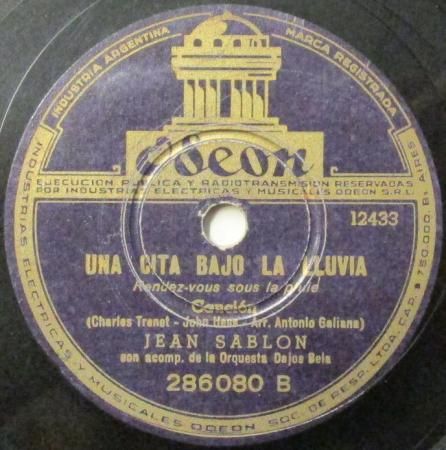 INDUSTRIA ARGENTINA
MARCA REGISTRADA
Odeon
EJECUCION PUBLICA Y RADIOTRANSMISION RESERVADAS
POR INDUSTRIAS ELECTRICAS Y MUSICALES ODEON S.R.L.
12433
UNA CITA BAJO LA LLUVIA
Rendez-vous sous la pluie
Canción
(Charles Trenet - John Hess - Arr. Antonio Galiana)
JEAN SABLON
con acomp. de la Orquesta Dajos Bela
286080 B
INDUSTRIAS ELECTRICAS Y MUSICALES ODEON SOC. DE RESP. LTDA. CAP. $ 750.000. B. AIRES